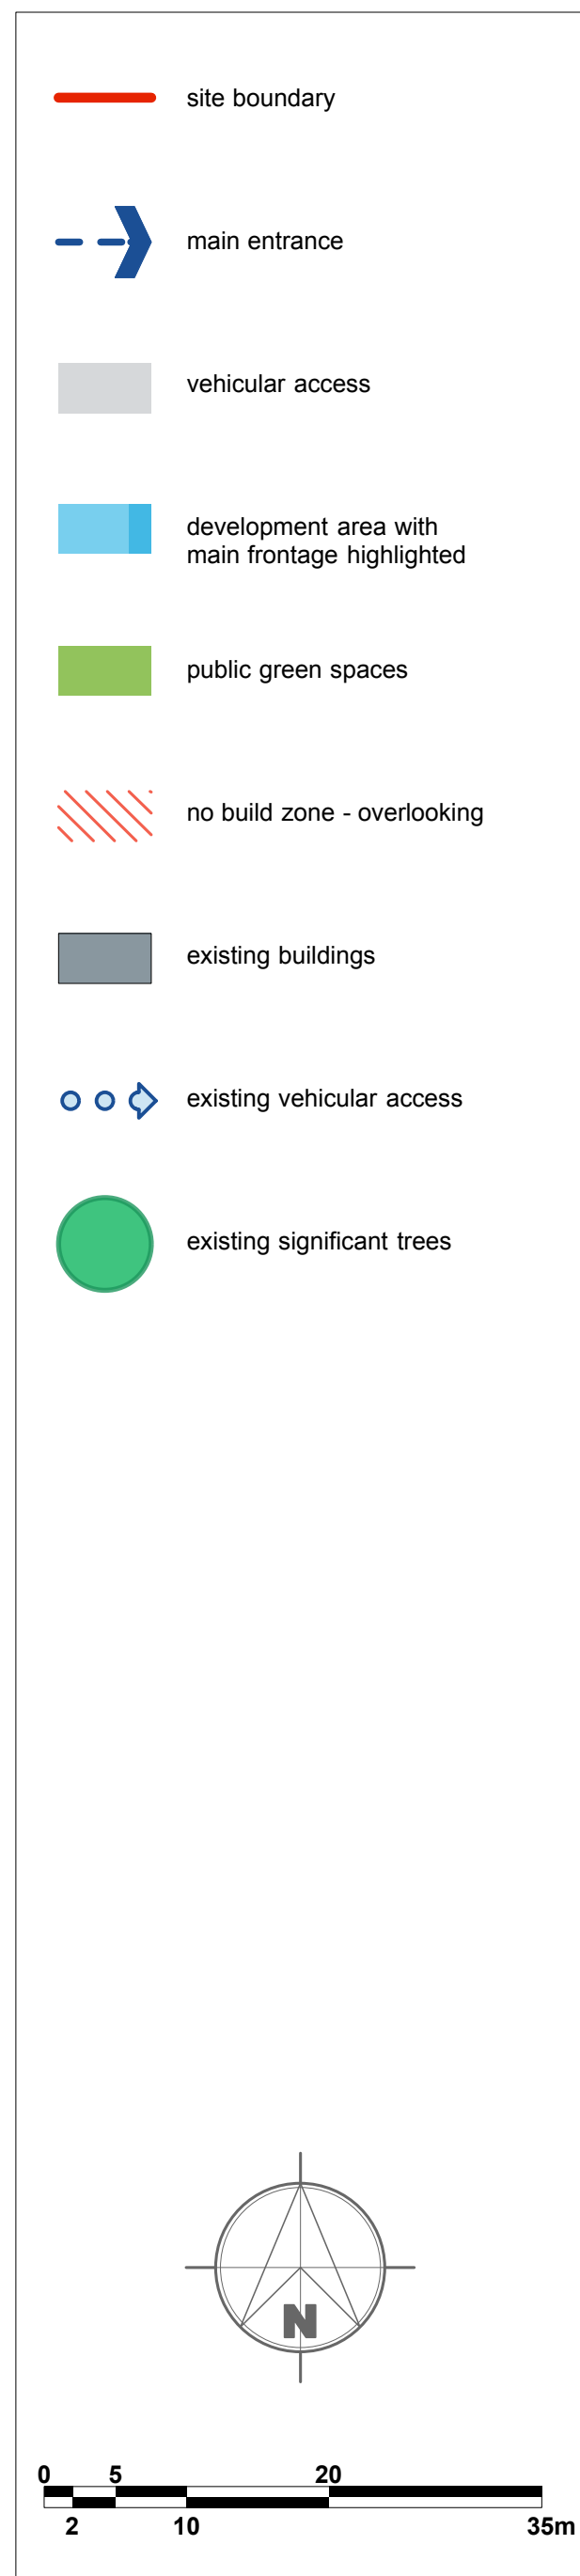 site boundary
main entrance
vehicular access
development area with
main frontage highlighted
public green spaces
no build zone - overlooking
existing buildings
existing vehicular access
existing significant trees
N
0 5 20
2 10 35m